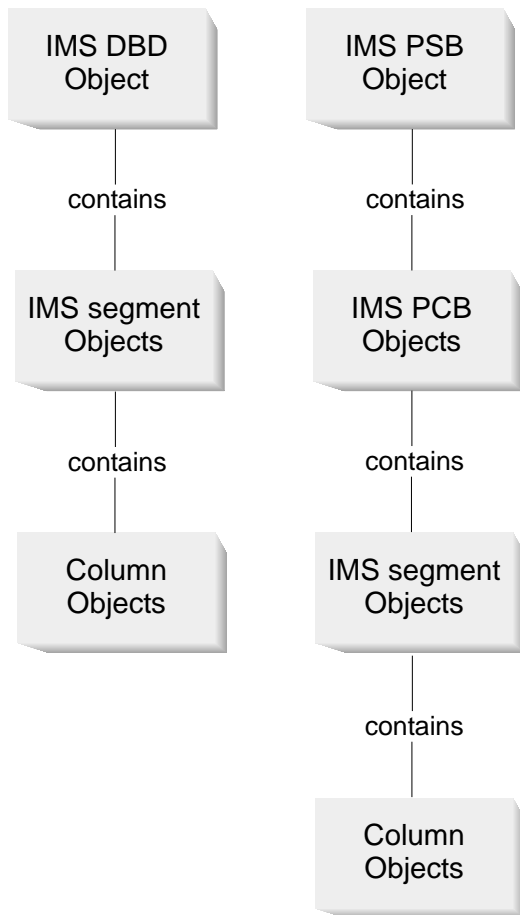 IMS DBD
Object
contains
IMS segment
Objects
contains
Column
Objects
IMS PSB
Object
contains
IMS PCB
Objects
contains
IMS segment
Objects
contains
Column
Objects